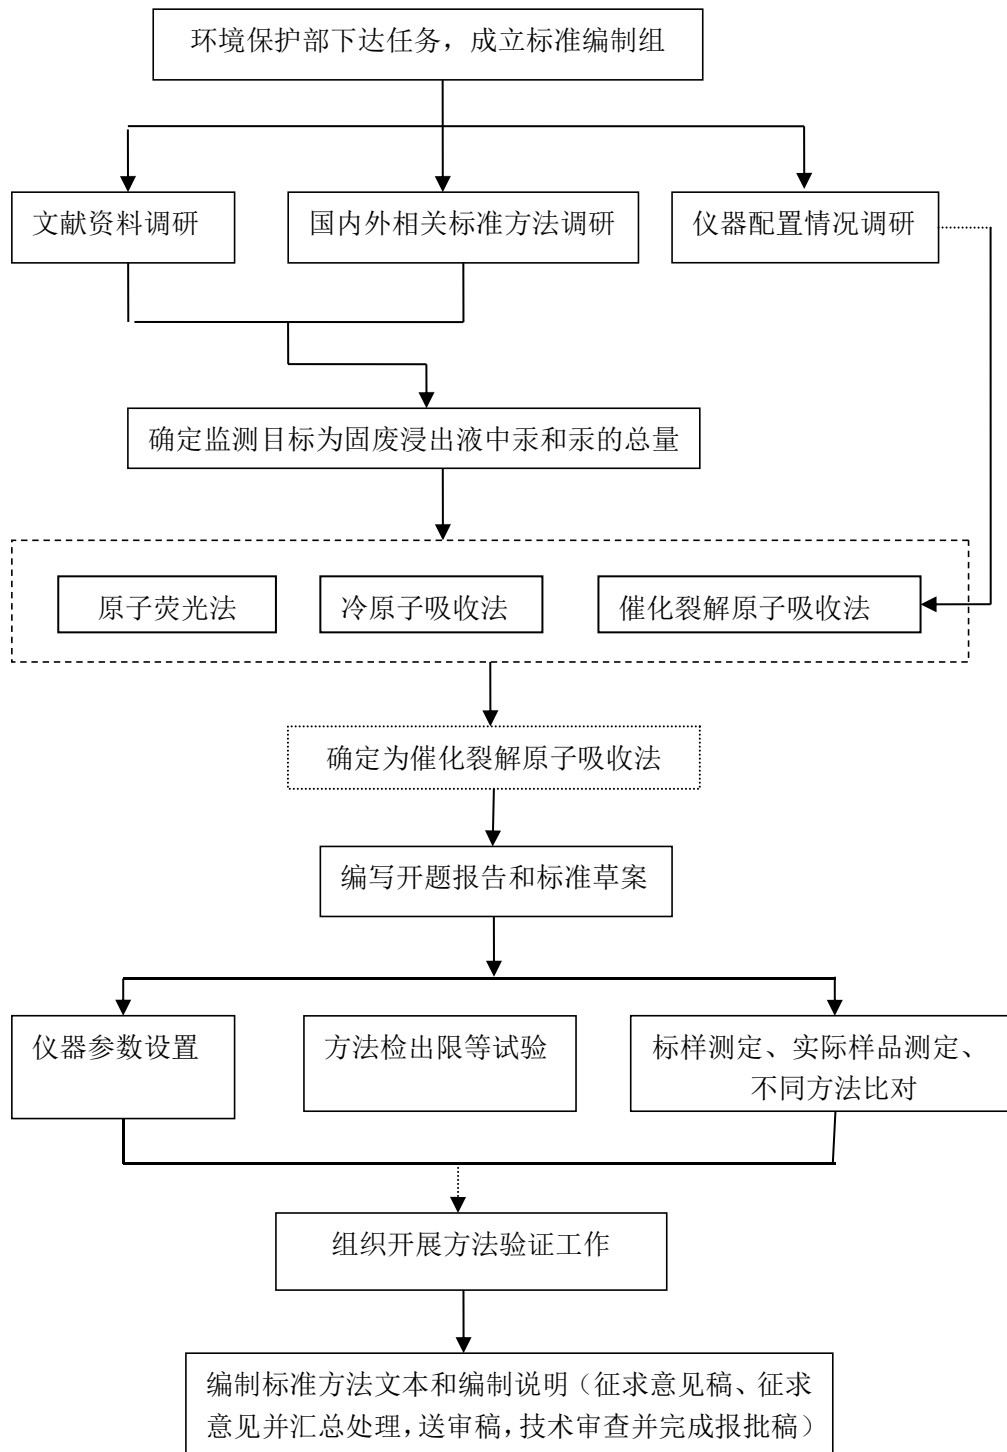 环境保护部下达任务，成立标准编制组
文献资料调研
国内外相关标准方法调研
仪器配置情况调研
确定监测目标为固废浸出液中汞和汞的总量
原子荧光法
冷原子吸收法
催化裂解原子吸收法
确定为催化裂解原子吸收法
编写开题报告和标准草案
仪器参数设置
方法检出限等试验
标样测定、实际样品测定、
不同方法比对
组织开展方法验证工作
编制标准方法文本和编制说明（征求意见稿、征求
意见并汇总处理，送审稿，技术审查并完成报批稿）